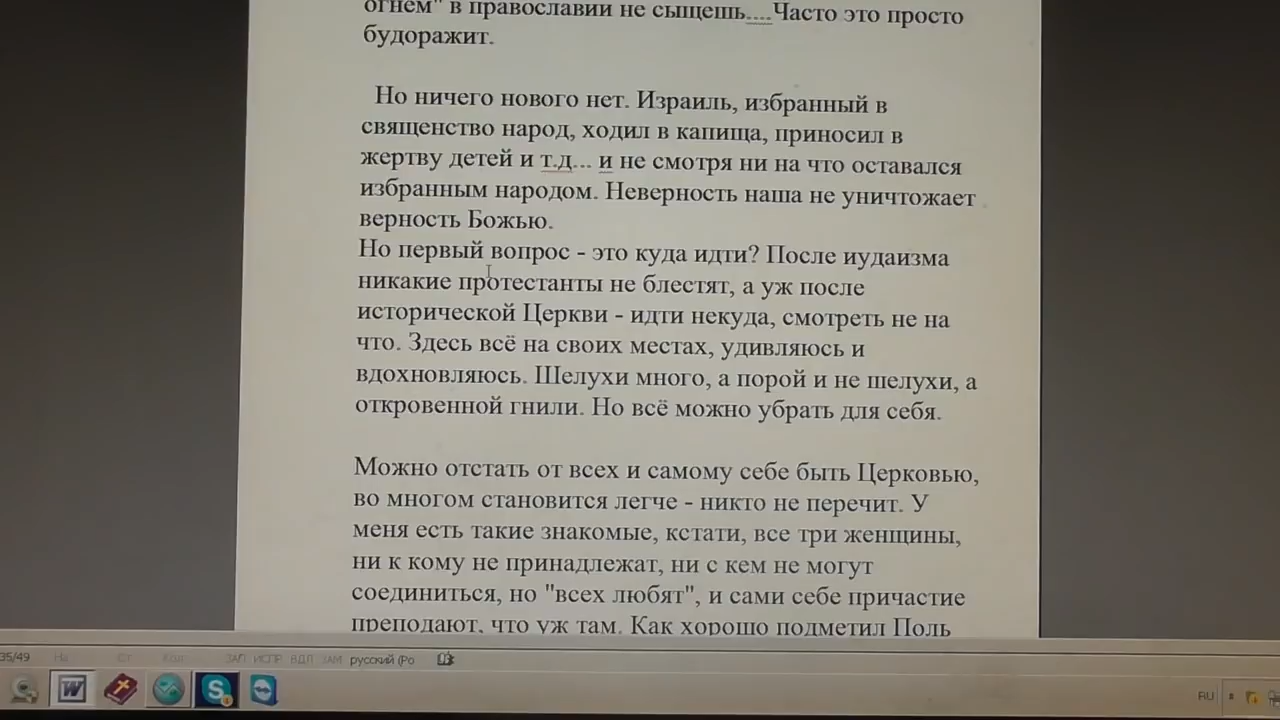 огнем" в православии не сыщешь....Часто это просто
будоражит.
Но ничего нового нет. Израиль, избранный в
священство народ, ходил в капища, приносил в
жертву детей и т.д... и не смотря ни на что оставался
избранным народом. Неверность наша не уничтожает
верность Божью.
Но первый вопрос - это куда идти? После иудаизма
никакие протестанты не блестят, а уж после
исторической Церкви - идти некуда, смотреть не на
что. Здесь всё на своих местах, удивляюсь и
вдохновляюсь. Шелухи много, а порой и не шелухи, а
откровенной гнили. Но всё можно убрать для себя.
Можно отстать от всех и самому себе быть Церковью,
во многом становится легче - никто не перечит. У
меня есть такие знакомые, кстати, все три женщины,
ни к кому не принадлежат, ни с кем не могут
соединиться, но "всех любят", и сами себе причастие
преподают, что уж там. Как хорошо подметил Поль
35/49 На Ст Кол ЗАП ИСПР ВДЛ ЗАМ русский (Ро
RU